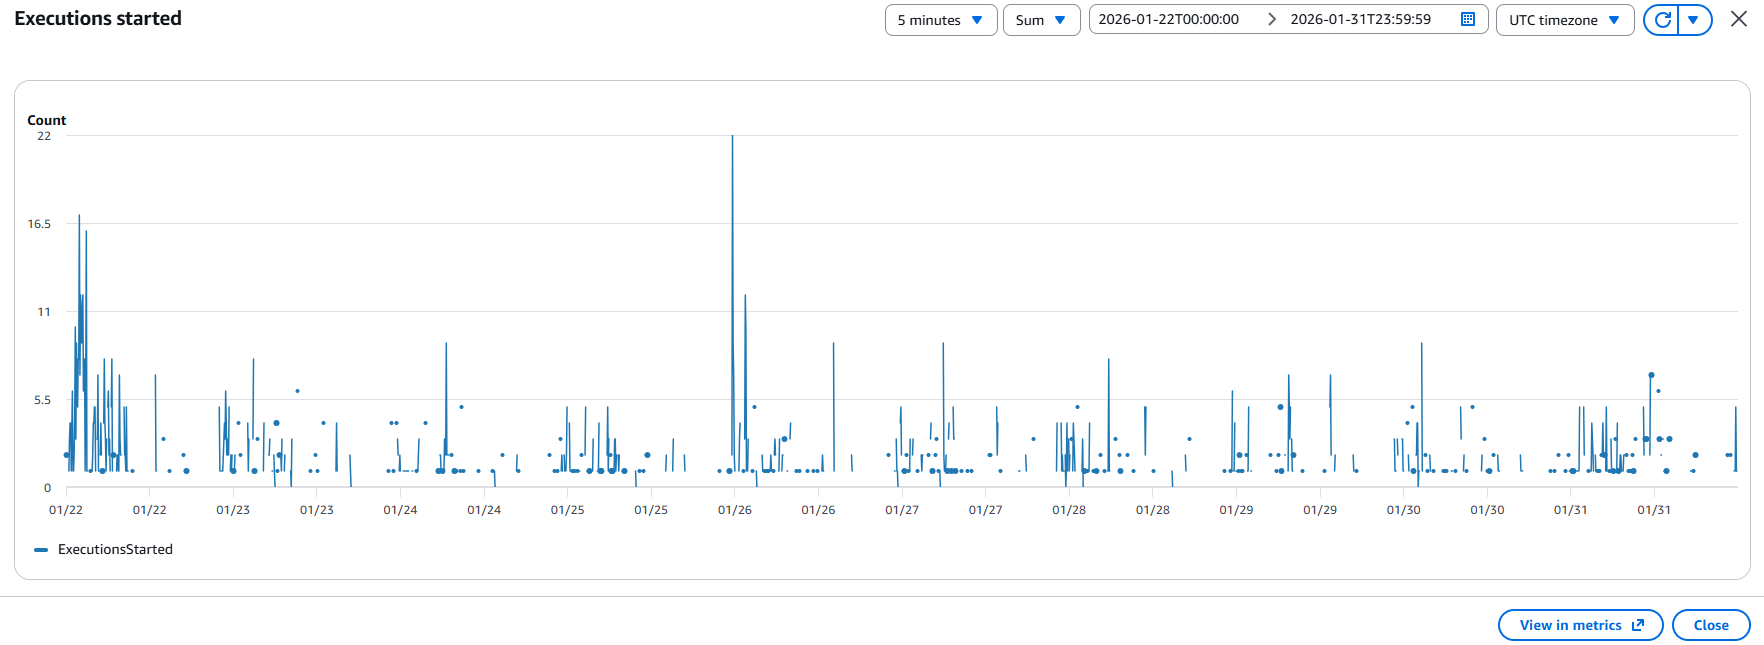 Executions started
5 minutes Sum 2026-01-22T00:00:00 2026-01-31T23:59:59 UTC timezone
Count
22
16.5
11
5.5
0
01/22 01/22 01/23 01/23 01/24 01/24 01/25 01/25 01/26 01/26 01/27 01/27 01/28 01/28 01/29 01/29 01/30 01/30 01/31 01/31
ExecutionsStarted
View in metrics Close